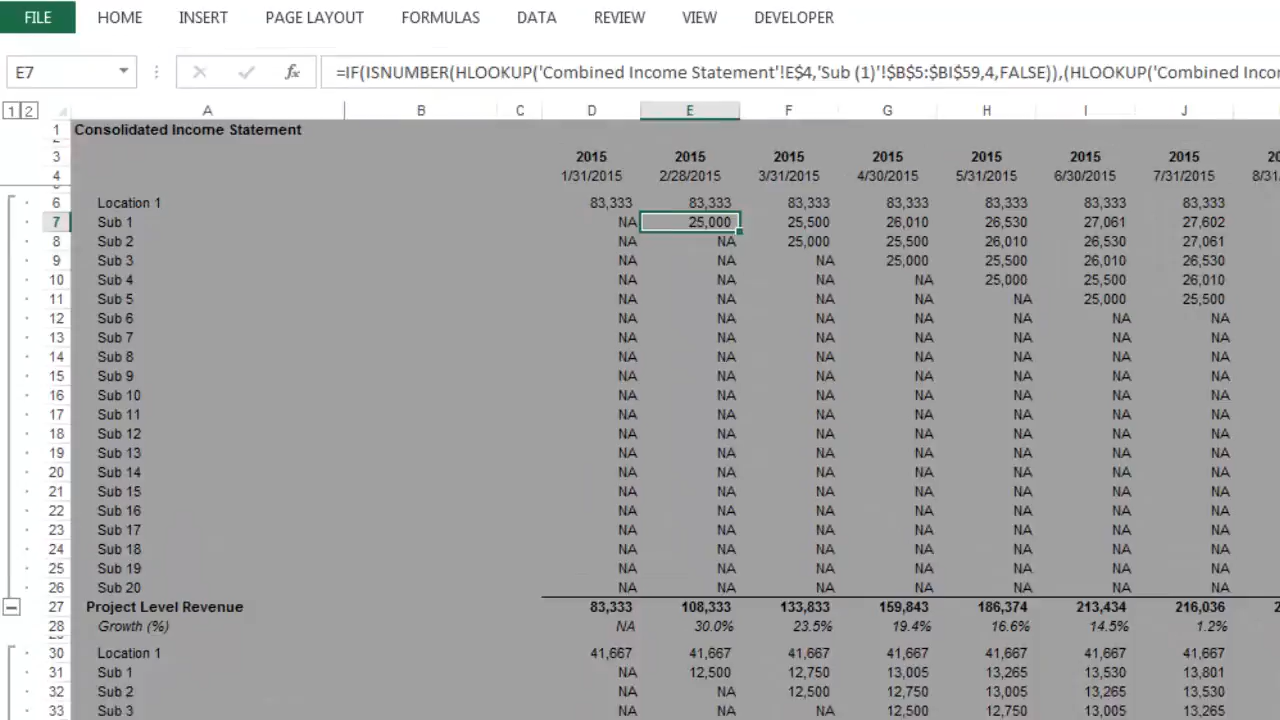 FILE HOME INSERT PAGE LAYOUT FORMULAS DATA REVIEW VIEW DEVELOPER
E7 fx =IF(ISNUMBER(HLOOKUP('Combined Income Statement'!E$4,'Sub (1)'!$B$5:$BI$59,4,FALSE)),(HLOOKUP('Combined Inco
1 2 A B C D E F G H I J
1 Consolidated Income Statement
3 2015 2015 2015 2015 2015 2015 2015
4 1/31/2015 2/28/2015 3/31/2015 4/30/2015 5/31/2015 6/30/2015 7/31/2015 8/31
6 Location 1 83,333 83,333 83,333 83,333 83,333 83,333 83,333
7 Sub 1 NA 25,000 25,500 26,010 26,530 27,061 27,602
8 Sub 2 NA NA 25,000 25,500 26,010 26,530 27,061
9 Sub 3 NA NA NA 25,000 25,500 26,010 26,530
10 Sub 4 NA NA NA NA 25,000 25,500 26,010
11 Sub 5 NA NA NA NA NA 25,000 25,500
12 Sub 6 NA NA NA NA NA NA NA
13 Sub 7 NA NA NA NA NA NA NA
14 Sub 8 NA NA NA NA NA NA NA
15 Sub 9 NA NA NA NA NA NA NA
16 Sub 10 NA NA NA NA NA NA NA
17 Sub 11 NA NA NA NA NA NA NA
18 Sub 12 NA NA NA NA NA NA NA
19 Sub 13 NA NA NA NA NA NA NA
20 Sub 14 NA NA NA NA NA NA NA
21 Sub 15 NA NA NA NA NA NA NA
22 Sub 16 NA NA NA NA NA NA NA
23 Sub 17 NA NA NA NA NA NA NA
24 Sub 18 NA NA NA NA NA NA NA
25 Sub 19 NA NA NA NA NA NA NA
26 Sub 20 NA NA NA NA NA NA NA
27 Project Level Revenue 83,333 108,333 133,833 159,843 186,374 213,434 216,036 2
28 Growth (%) NA 30.0% 23.5% 19.4% 16.6% 14.5% 1.2%
30 Location 1 41,667 41,667 41,667 41,667 41,667 41,667 41,667
31 Sub 1 NA 12,500 12,750 13,005 13,265 13,530 13,801
32 Sub 2 NA NA 12,500 12,750 13,005 13,265 13,530
33 Sub 3 NA NA NA 12,500 12,750 13,005 13,265